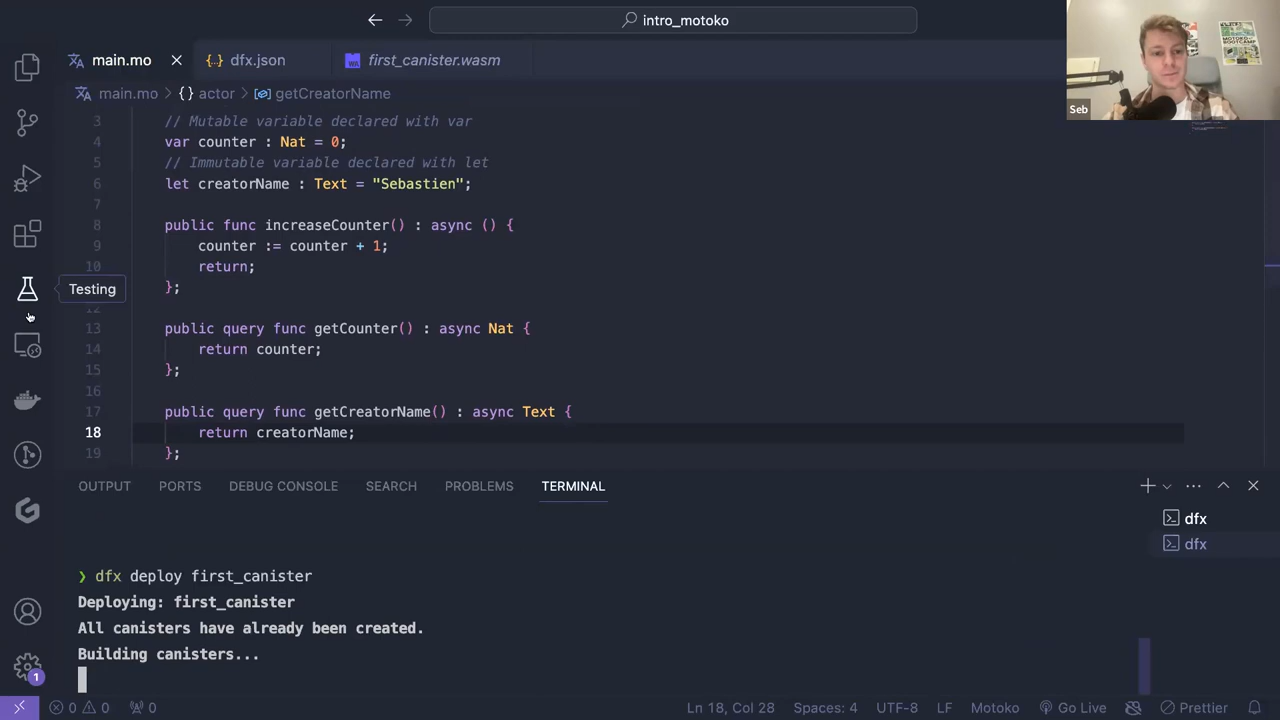 intro_motoko
main.mo
dfx.json
first_canister.wasm
main.mo > actor > getCreatorName
3 // Mutable variable declared with var
4 var counter : Nat = 0;
5 // Immutable variable declared with let
6 let creatorName : Text = "Sebastien";
7
8 public func increaseCounter() : async () {
9 counter := counter + 1;
10 return;
};
12
13 public query func getCounter() : async Nat {
14 return counter;
15 };
16
17 public query func getCreatorName() : async Text {
18 return creatorName;
19 };
Testing
MOTOKO
BOOTCAMP
Seb
OUTPUT PORTS DEBUG CONSOLE SEARCH PROBLEMS TERMINAL
dfx
dfx
❯ dfx deploy first_canister
Deploying: first_canister
All canisters have already been created.
Building canisters...
1
0 0 0 Ln 18, Col 28 Spaces: 4 UTF-8 LF Motoko Go Live Prettier